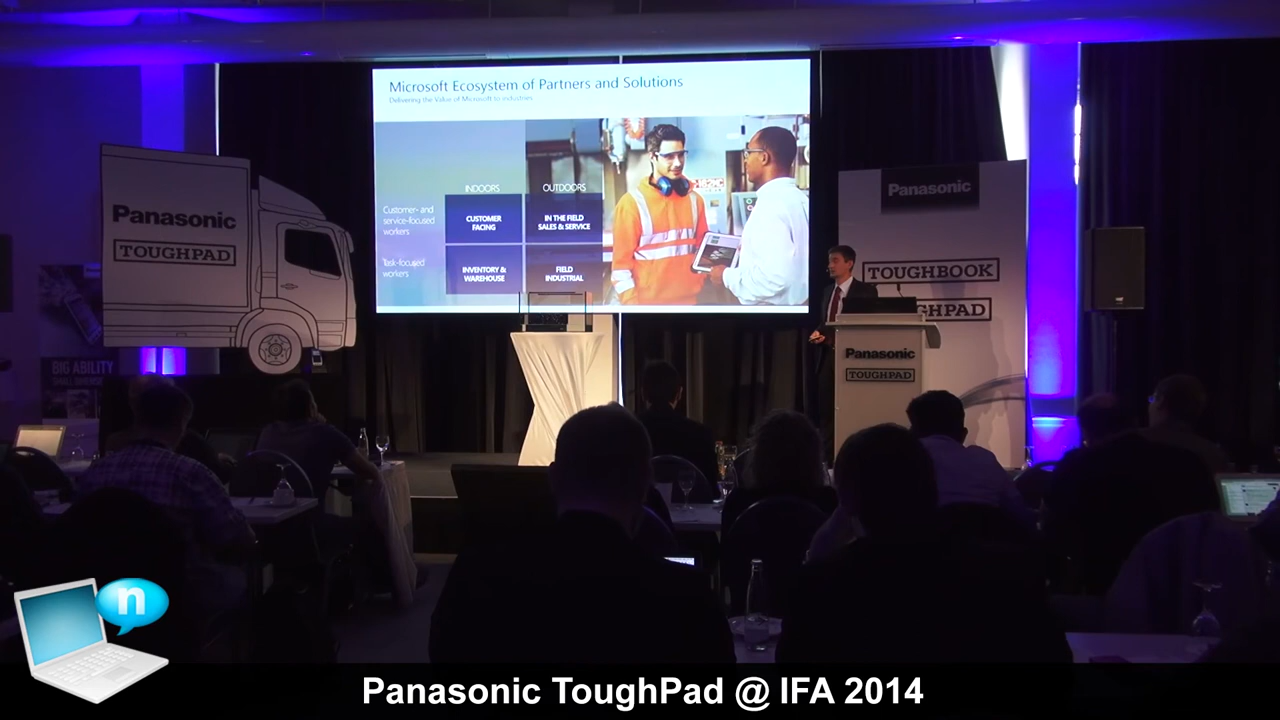 Microsoft Ecosystem of Partners and Solutions
Delivering the Value of Microsoft to industries
INDOORS
OUTDOORS
Customer- and
service-focused
workers
CUSTOMER
FACING
IN THE FIELD
SALES & SERVICE
Task-focused
workers
INVENTORY &
WAREHOUSE
FIELD
INDUSTRIAL
Panasonic
TOUGHPAD
BIG ABILITY
Panasonic
TOUGHBOOK
GHPAD
Panasonic
TOUGHPAD
n
Panasonic ToughPad @ IFA 2014